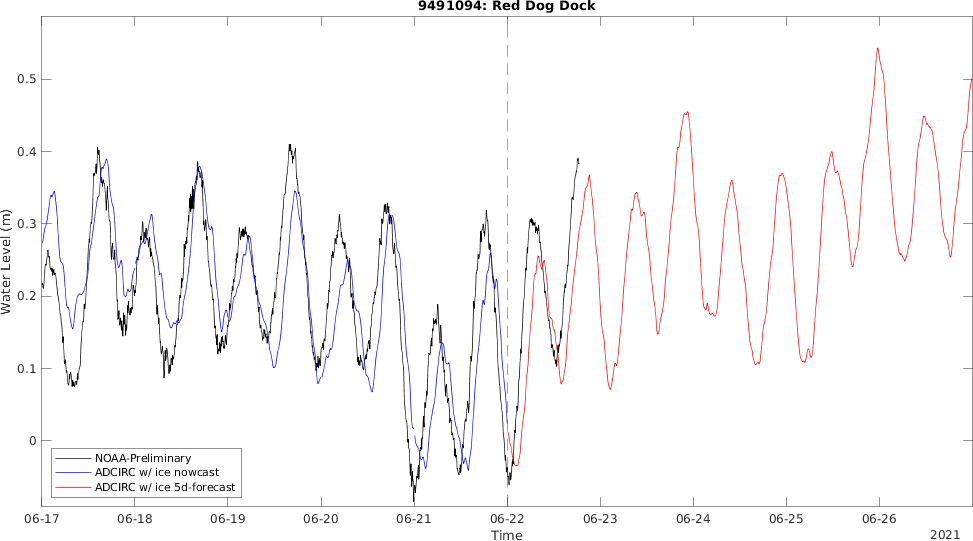 9491094: Red Dog Dock
Water Level (m)
0.5
0.4
0.3
0.2
0.1
0
NOAA-Preliminary
ADCIRC w/ ice nowcast
ADCIRC w/ ice 5d-forecast
06-17 06-18 06-19 06-20 06-21 06-22 06-23 06-24 06-25 06-26
Time
2021